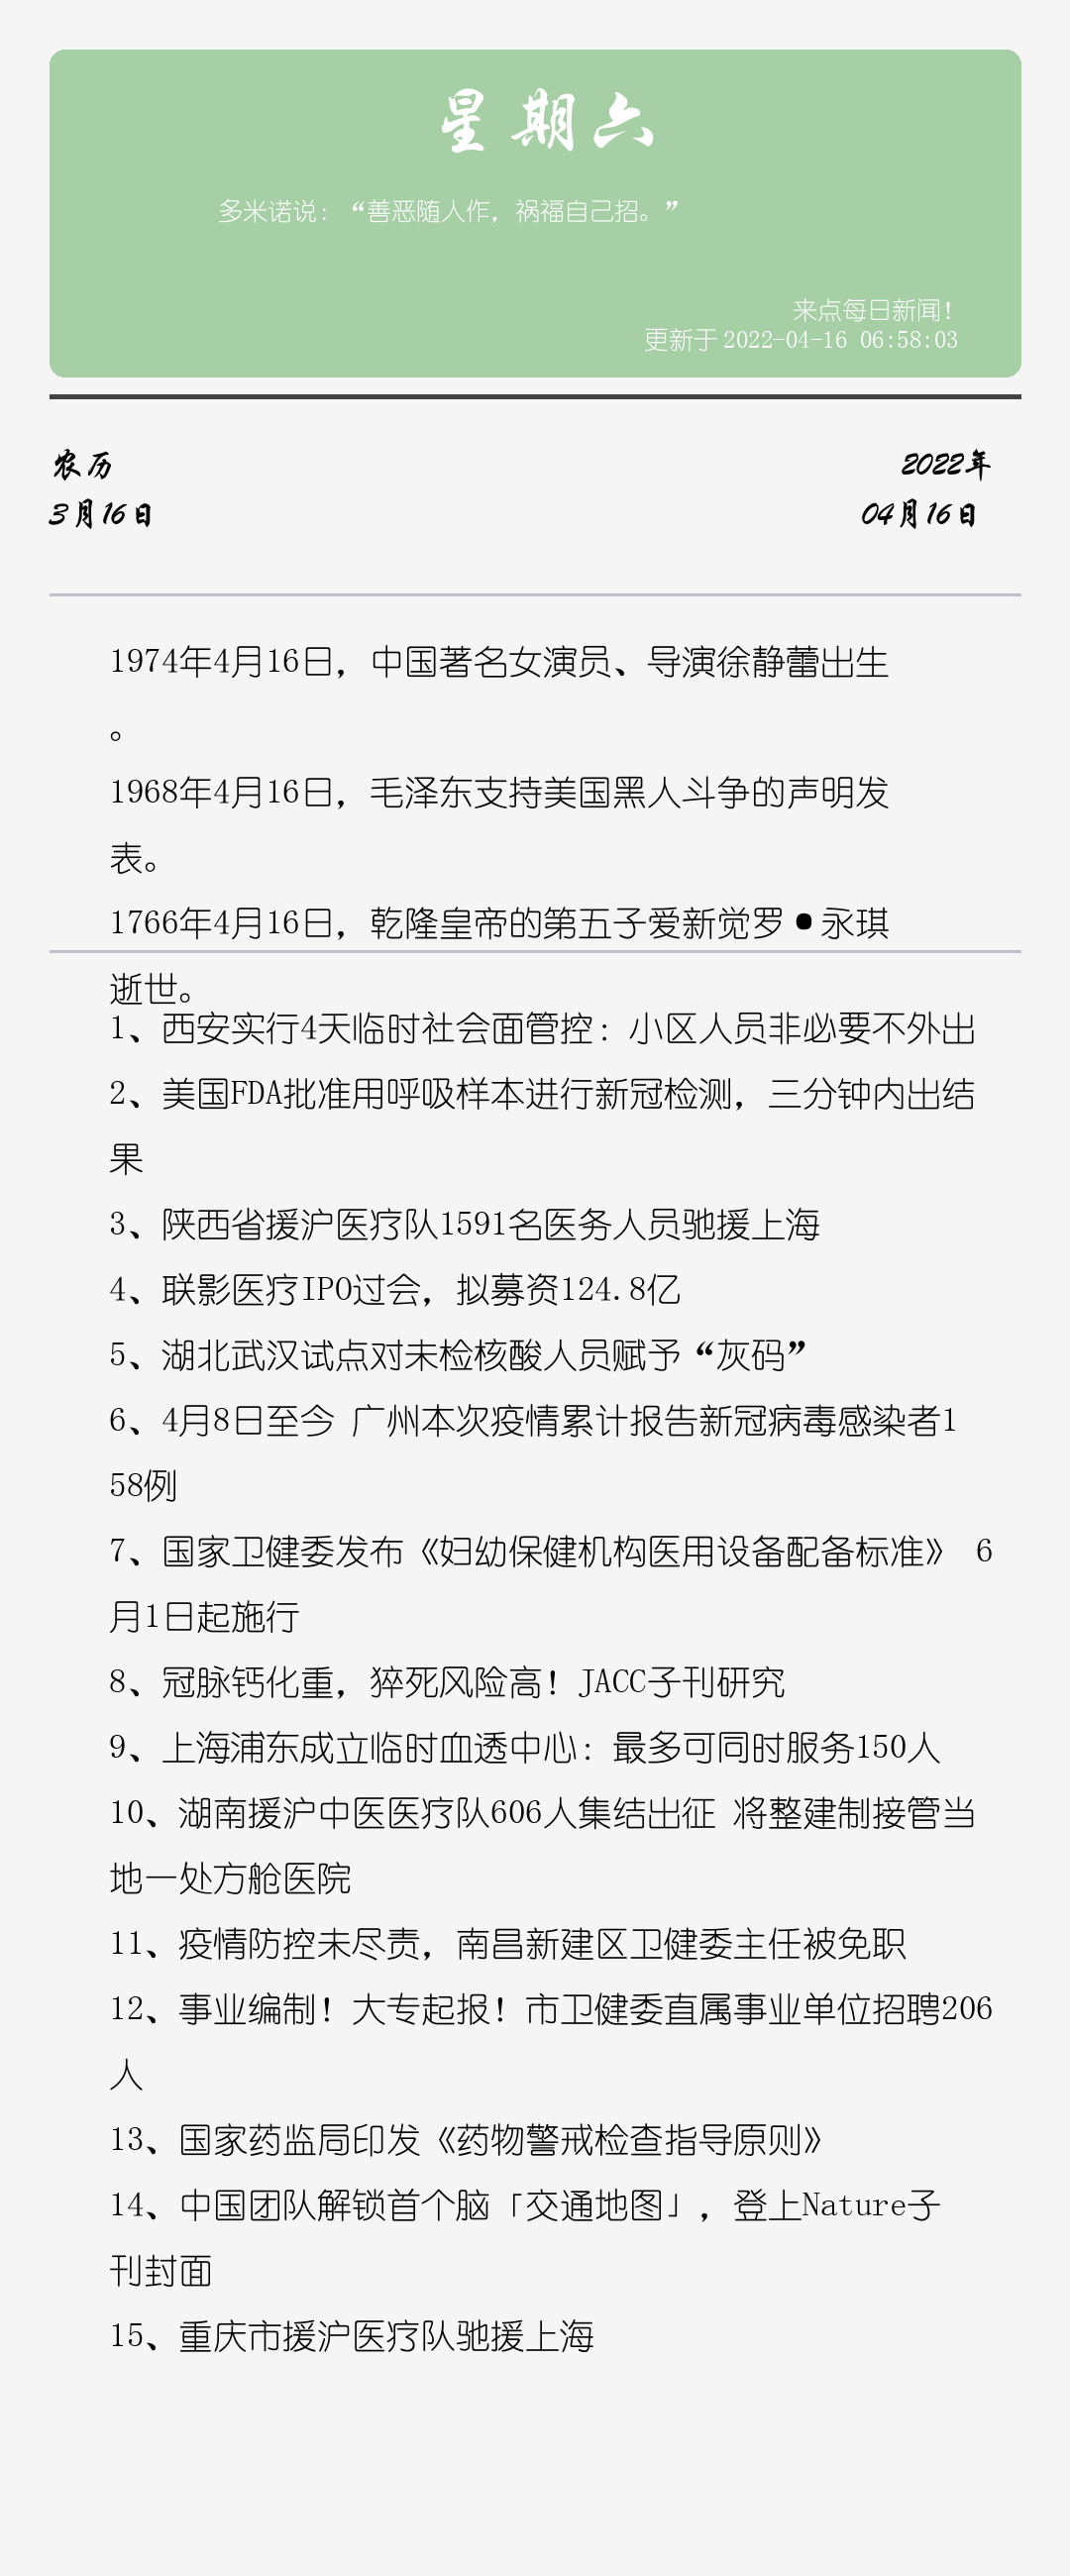 星期六
多米诺说：“善恶随人作，祸福自己招。”
来点每日新闻！
更新于 2022-04-16 06:58:03
农历
2022年
3月16日
04月16日
1974年4月16日，中国著名女演员、导演徐静蕾出生
。
1968年4月16日，毛泽东支持美国黑人斗争的声明发
表。
1766年4月16日，乾隆皇帝的第五子爱新觉罗•永琪
逝世。
1、西安实行4天临时社会面管控：小区人员非必要不外出
2、美国FDA批准用呼吸样本进行新冠检测，三分钟内出结
果
3、陕西省援沪医疗队1591名医务人员驰援上海
4、联影医疗IPO过会，拟募资124.8亿
5、湖北武汉试点对未检核酸人员赋予“灰码”
6、4月8日至今 广州本次疫情累计报告新冠病毒感染者1
58例
7、国家卫健委发布《妇幼保健机构医用设备配备标准》 6
月1日起施行
8、冠脉钙化重，猝死风险高！JACC子刊研究
9、上海浦东成立临时血透中心：最多可同时服务150人
10、湖南援沪中医医疗队606人集结出征 将整建制接管当
地一处方舱医院
11、疫情防控未尽责，南昌新建区卫健委主任被免职
12、事业编制！大专起报！市卫健委直属事业单位招聘206
人
13、国家药监局印发《药物警戒检查指导原则》
14、中国团队解锁首个脑「交通地图」，登上Nature子
刊封面
15、重庆市援沪医疗队驰援上海